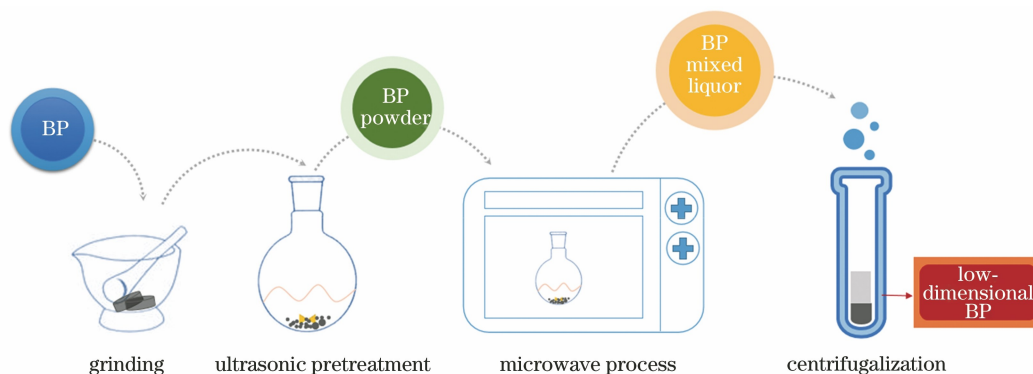 BP
BP
powder
BP
mixed
liquor
low-
dimensional
BP
grinding
ultrasonic pretreatment
microwave process
centrifugalization